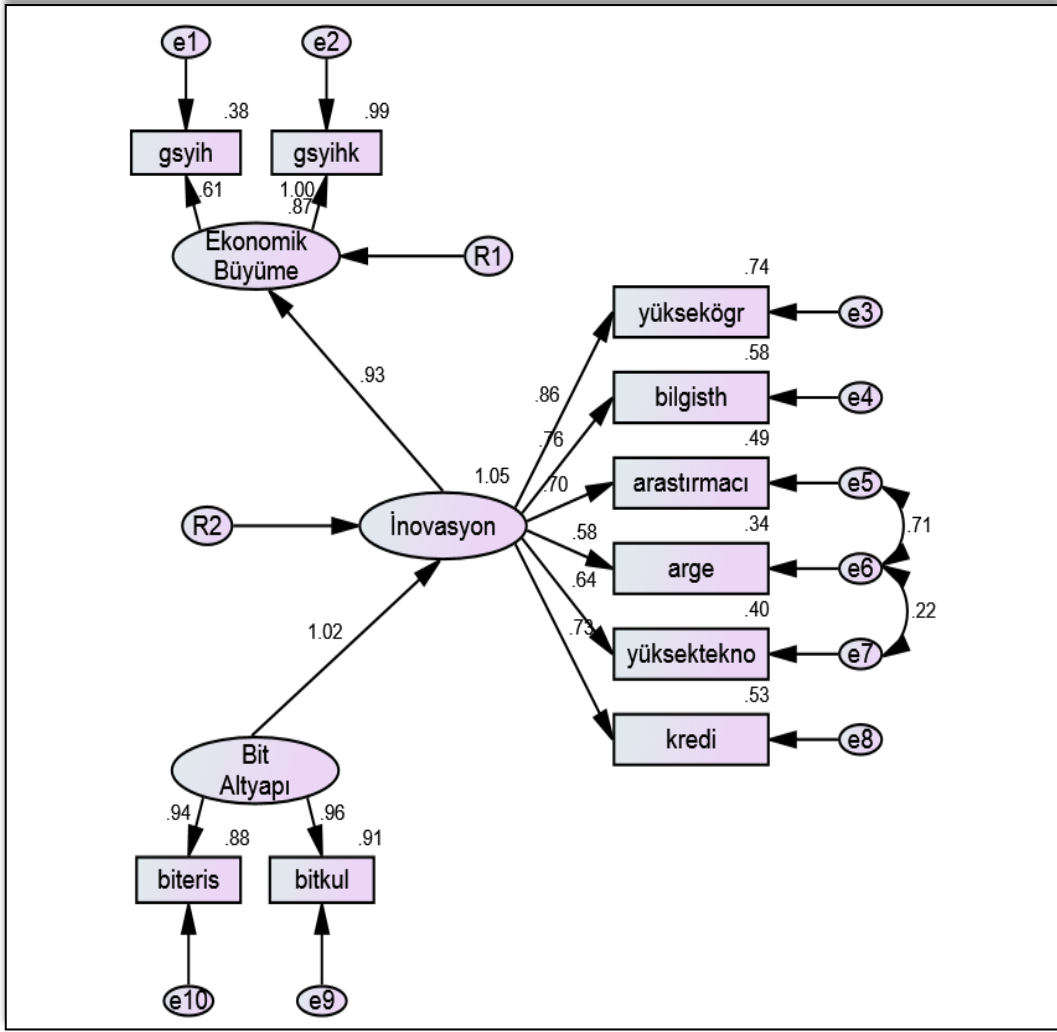 e1
e2
.38
.99
gsyih
gsyihk
.61
1.00
.87
Ekonomik
Büyüme
R1
.74
yüksekögr
e3
.58
.93
.86
bilgisth
e4
.76
.49
1.05
.70
arastırmacı
e5
R2
İnovasyon
.58
.34
.71
arge
e6
.64
.40
.22
.73
1.02
yüksektekno
e7
.53
kredi
e8
Bit
Altyapı
.94
.96
.88
.91
biteris
bitkul
e10
e9